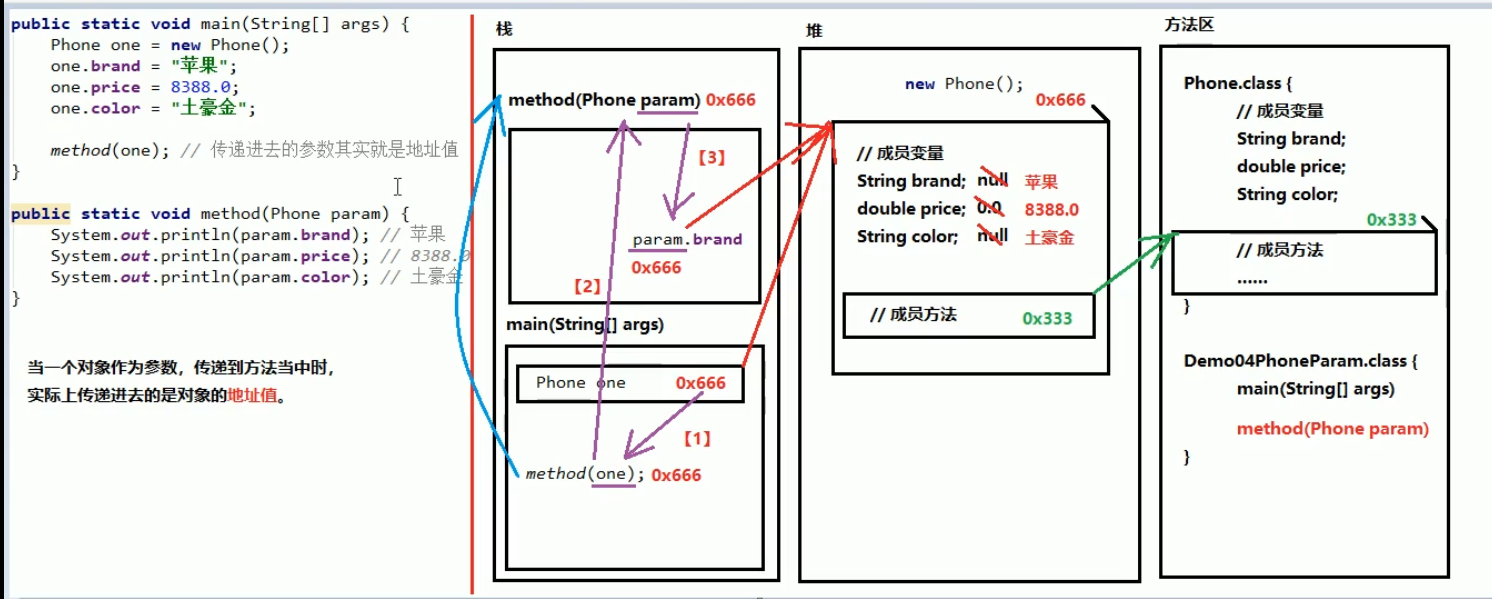 public static void main(String[] args) {
Phone one = new Phone();
one.brand = "苹果";
one.price = 8388.0;
one.color = "土豪金";
method(one); // 传递进去的参数其实就是地址值
}
public static void method(Phone param) {
System.out.println(param.brand); // 苹果
System.out.println(param.price); // 8388.0
System.out.println(param.color); // 土豪金
}
当一个对象作为参数，传递到方法当中时，
实际上传递进去的是对象的地址值。
栈
method(Phone param) 0x666
【3】
param.brand
0x666
【2】
main(String[] args)
Phone one 0x666
【1】
method(one); 0x666
堆
new Phone();
0x666
// 成员变量
String brand; null 苹果
double price; 0.0 8388.0
String color; null 土豪金
// 成员方法 0x333
方法区
Phone.class {
// 成员变量
String brand;
double price;
String color;
0x333
// 成员方法
......
}
Demo04PhoneParam.class {
main(String[] args)
method(Phone param)
}